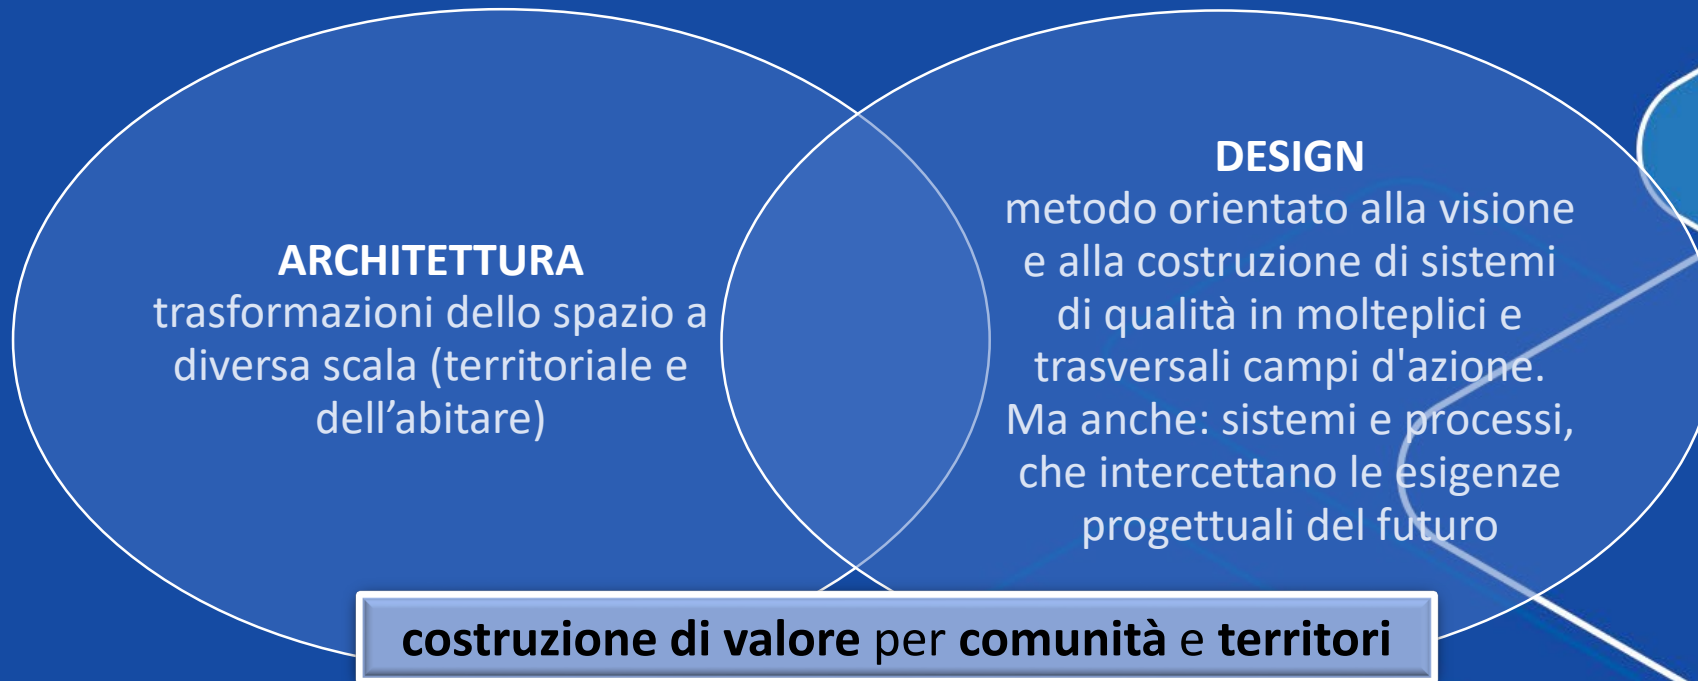 ARCHITETTURA
trasformazioni dello spazio a
diversa scala (territoriale e
dell’abitare)
DESIGN
metodo orientato alla visione
e alla costruzione di sistemi
di qualità in molteplici e
trasversali campi d'azione.
Ma anche: sistemi e processi,
che intercettano le esigenze
progettuali del futuro
costruzione di valore per comunità e territori